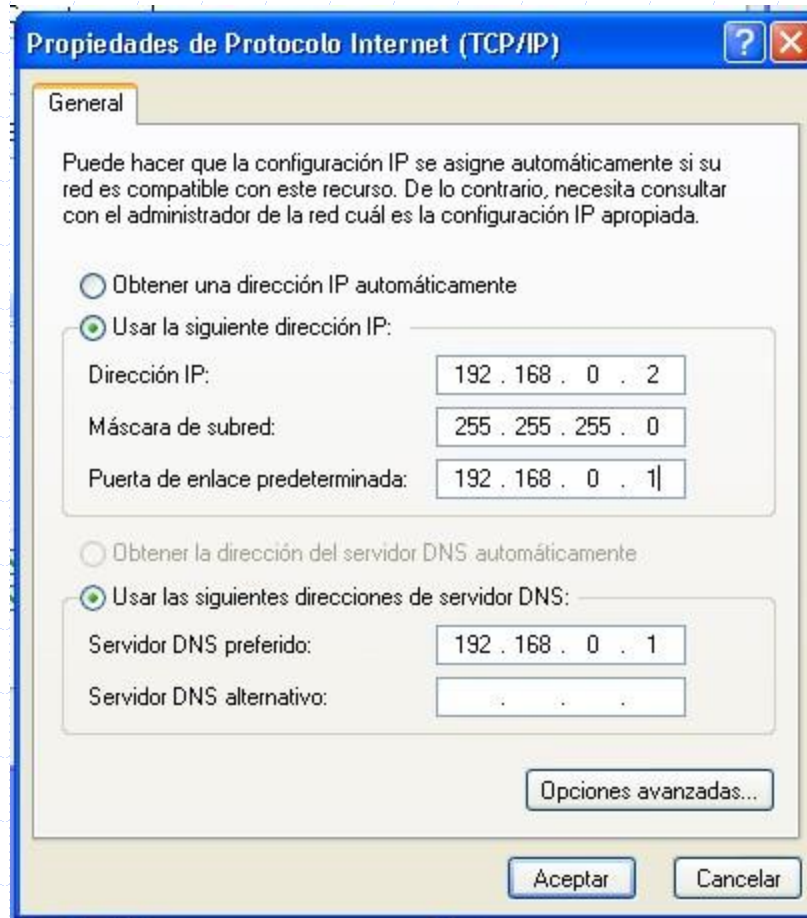 Propiedades de Protocolo Internet (TCP/IP)
General
Puede hacer que la configuración IP se asigne automáticamente si su
red es compatible con este recurso. De lo contrario, necesita consultar
con el administrador de la red cuál es la configuración IP apropiada.
Obtener una dirección IP automáticamente
Usar la siguiente dirección IP:
Dirección IP: 192 . 168 . 0 . 2
Máscara de subred: 255 . 255 . 255 . 0
Puerta de enlace predeterminada: 192 . 168 . 0 . 1
Obtener la dirección del servidor DNS automáticamente
Usar las siguientes direcciones de servidor DNS:
Servidor DNS preferido: 192 . 168 . 0 . 1
Servidor DNS alternativo: . . .
Opciones avanzadas...
Aceptar Cancelar